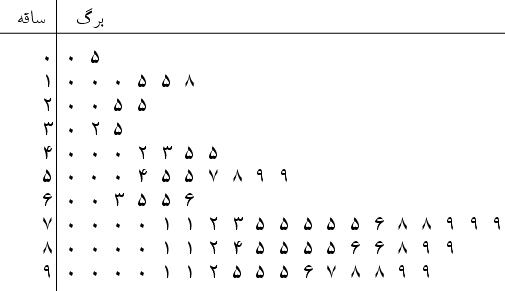 ساقه برگ
۰ ۰ ۵
۱ ۰ ۰ ۰ ۵ ۵ ۸
۲ ۰ ۰ ۵ ۵
۳ ۰ ۲ ۵
۴ ۰ ۰ ۰ ۲ ۳ ۵ ۵
۵ ۰ ۰ ۰ ۴ ۵ ۵ ۷ ۸ ۹ ۹
۶ ۰ ۰ ۳ ۵ ۵ ۶
۷ ۰ ۰ ۰ ۰ ۱ ۱ ۲ ۳ ۵ ۵ ۵ ۵ ۵ ۶ ۸ ۸ ۹ ۹ ۹
۸ ۰ ۰ ۰ ۰ ۱ ۱ ۲ ۴ ۵ ۵ ۵ ۵ ۶ ۶ ۸ ۹ ۹
۹ ۰ ۰ ۰ ۰ ۱ ۱ ۲ ۵ ۵ ۵ ۶ ۷ ۸ ۸ ۹ ۹